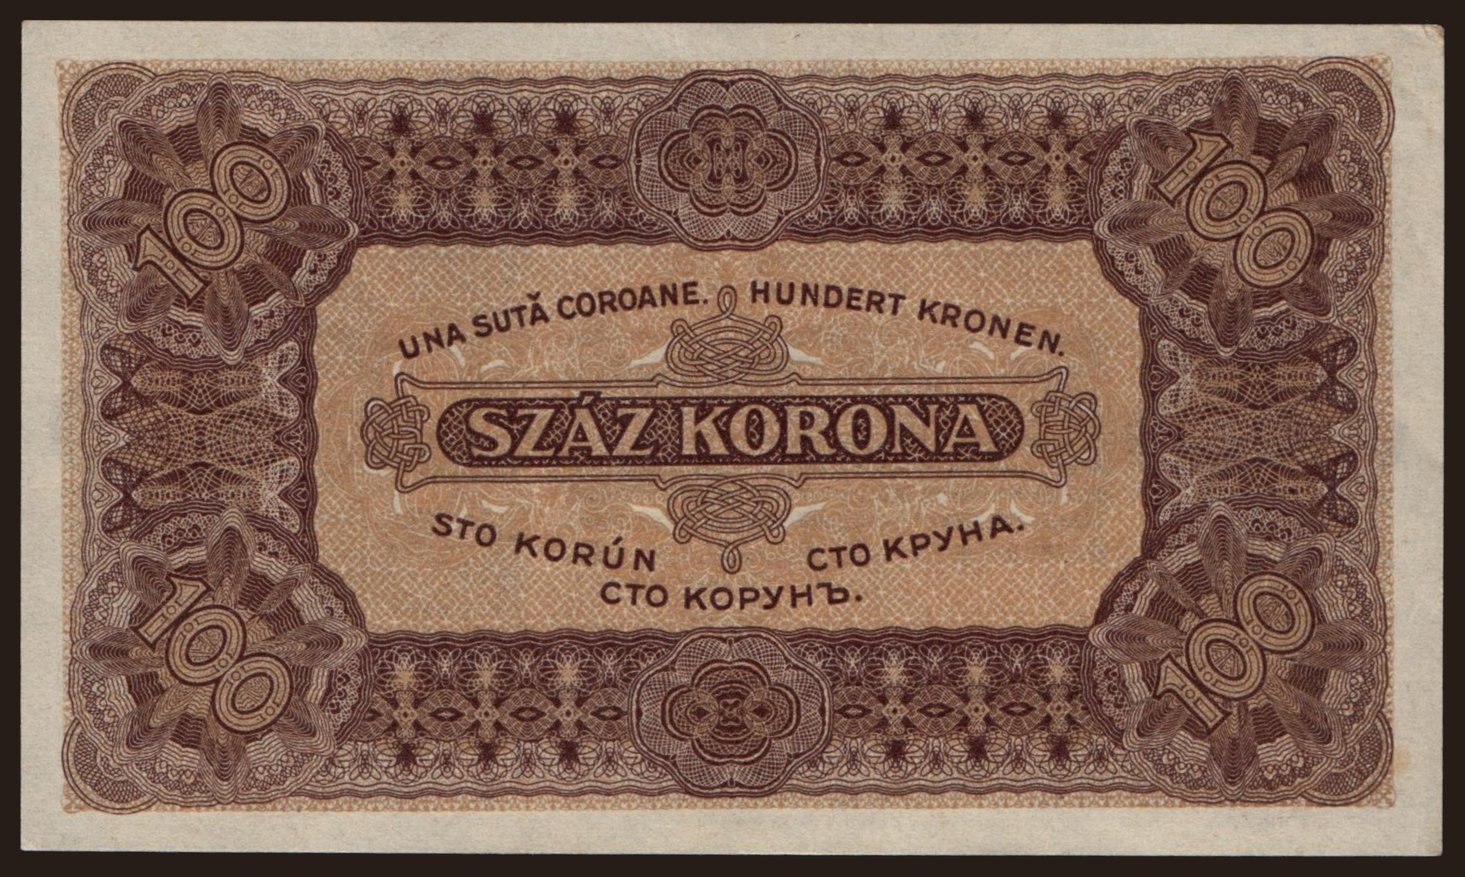 100
100
UNA SUTĂ COROANE. HUNDERT KRONEN.
SZÁZ KORONA
STO KORÚN
СТО КРУНА.
СТО КОРУНЪ.
100
100